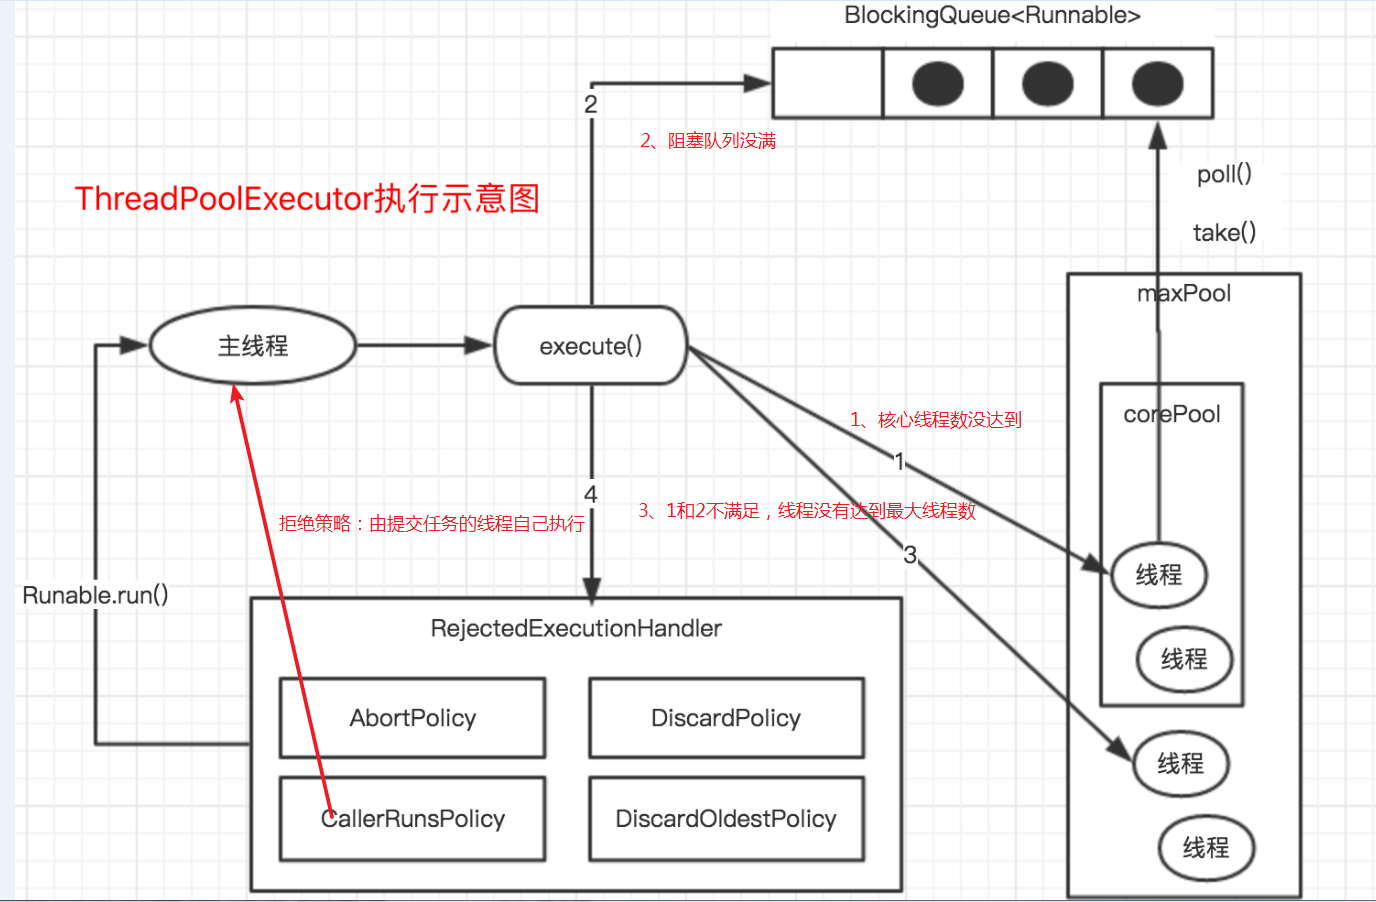 BlockingQueue<Runnable>
2
2、阻塞队列没满
poll()
ThreadPoolExecutor执行示意图
take()
maxPool
主线程
execute()
corePool
1、核心线程数没达到
1
4
3、1和2不满足，线程没有达到最大线程数
拒绝策略：由提交任务的线程自己执行
3
线程
Runable.run()
RejectedExecutionHandler
线程
AbortPolicy
DiscardPolicy
线程
CallerRunsPolicy
DiscardOldestPolicy
线程